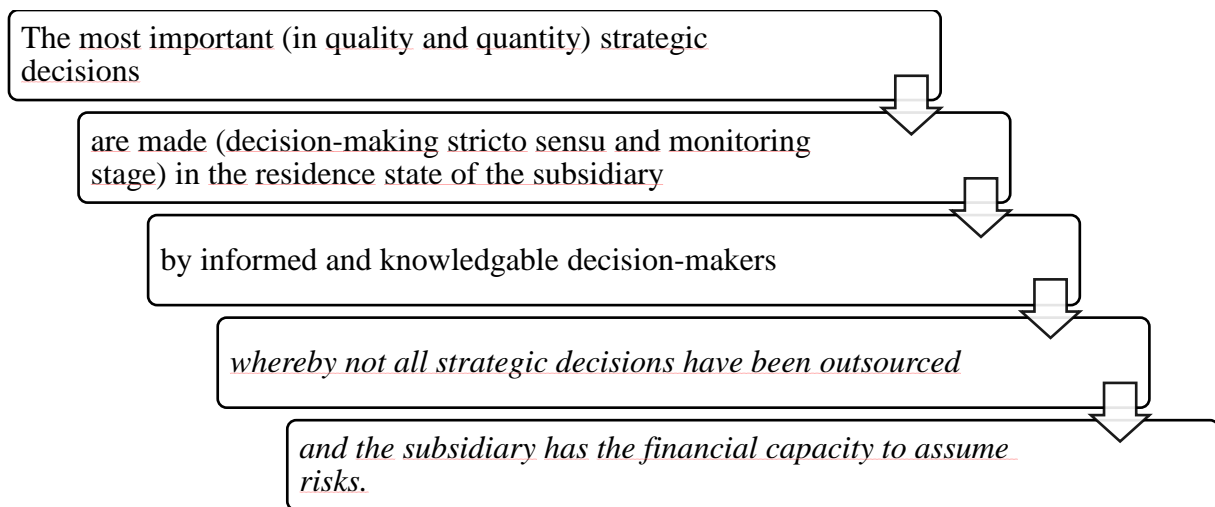 The most important (in quality and quantity) strategic
decisions
are made (decision-making stricto sensu and monitoring
stage) in the residence state of the subsidiary
by informed and knowledgable decision-makers
whereby not all strategic decisions have been outsourced
and the subsidiary has the financial capacity to assume
risks.